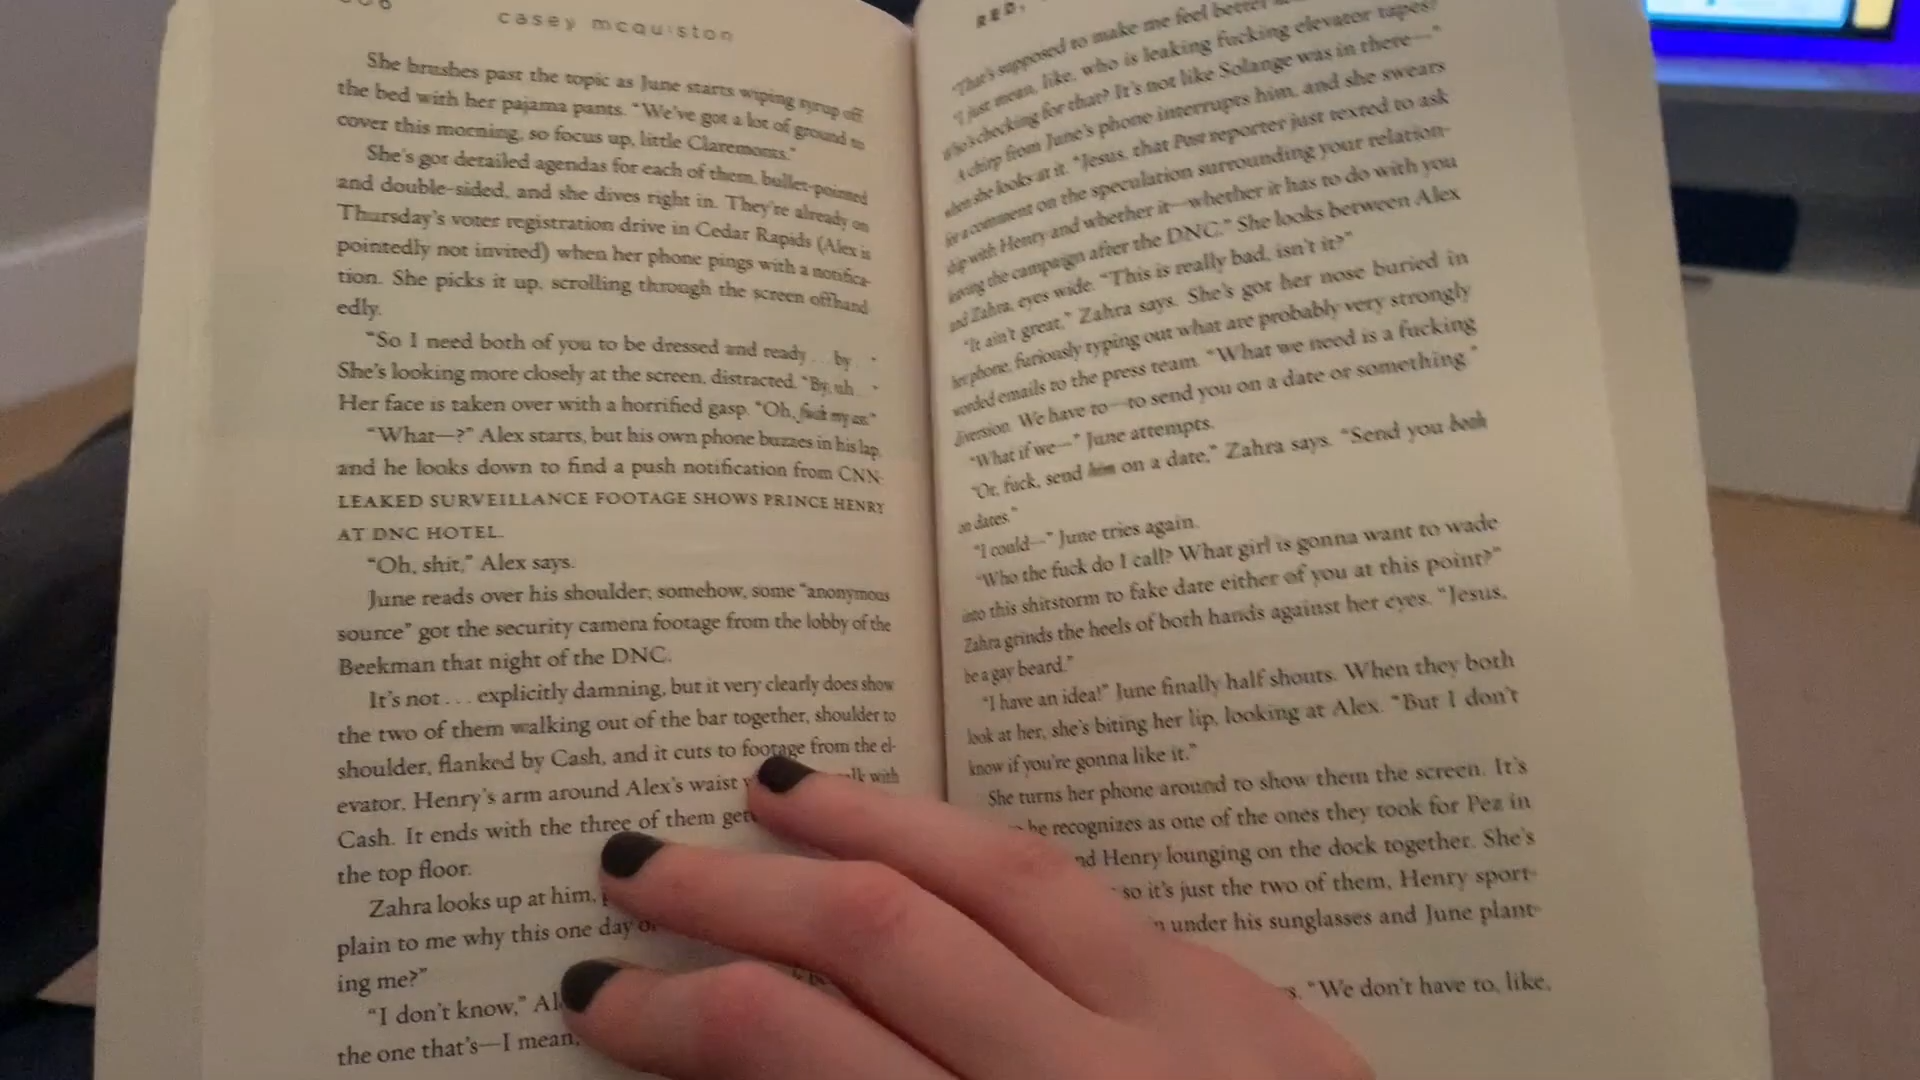 casey mcquiston
She brushes past the topic as June starts wiping syrup off
the bed with her pajama pants. “We’ve got a lot of ground to
cover this morning, so focus up, little Claremonts.”
She’s got detailed agendas for each of them, bullet-pointed
and double-sided, and she dives right in. They’re already on
Thursday’s voter registration drive in Cedar Rapids (Alex is
pointedly not invited) when her phone pings with a notifica-
tion. She picks it up, scrolling through the screen offhand
edly.
“So I need both of you to be dressed and ready . . . by . . .”
She’s looking more closely at the screen, distracted. “By, uh . . .”
Her face is taken over with a horrified gasp. “Oh, fuck my ass.”
“What—?” Alex starts, but his own phone buzzes in his lap,
and he looks down to find a push notification from CNN:
LEAKED SURVEILLANCE FOOTAGE SHOWS PRINCE HENRY
AT DNC HOTEL.
“Oh, shit,” Alex says.
June reads over his shoulder; somehow, some “anonymous
source” got the security camera footage from the lobby of the
Beekman that night of the DNC.
It’s not . . . explicitly damning, but it very clearly does show
the two of them walking out of the bar together, shoulder to
shoulder, flanked by Cash, and it cuts to footage from the el-
evator, Henry’s arm around Alex’s waist with
Cash. It ends with the three of them
the top floor.
Zahra looks up at him,
plain to me why this one day
ing me?”
“I don’t know,”
the one that’s—I mean,
RED,
“That’s supposed to make me feel better
“I just mean, like, who is leaking fucking elevator tapes?
Who’s checking for that? It’s not like Solange was in there—”
A chirp from June’s phone interrupts him, and she swears
when she looks at it. “Jesus, that Post reporter just texted to ask
for a comment on the speculation surrounding your relation-
ship with Henry and whether it—whether it has to do with you
leaving the campaign after the DNC.” She looks between Alex
and Zahra, eyes wide. “This is really bad, isn’t it?”
“It ain’t great,” Zahra says. She’s got her nose buried in
her phone, furiously typing out what are probably very strongly
worded emails to the press team. “What we need is a fucking
diversion. We have to—to send you on a date or something.”
“What if we—” June attempts.
“Or, fuck, send him on a date,” Zahra says. “Send you both
on dates.”
“I could—” June tries again.
“Who the fuck do I call? What girl is gonna want to wade
into this shitstorm to fake date either of you at this point?”
Zahra grinds the heels of both hands against her eyes. “Jesus,
be a gay beard.”
“I have an idea!” June finally half shouts. When they both
look at her, she’s biting her lip, looking at Alex. “But I don’t
know if you’re gonna like it.”
She turns her phone around to show them the screen. It’s
he recognizes as one of the ones they took for Pez in
Henry lounging on the dock together. She’s
so it’s just the two of them, Henry sport-
under his sunglasses and June plant-
“We don’t have to, like,